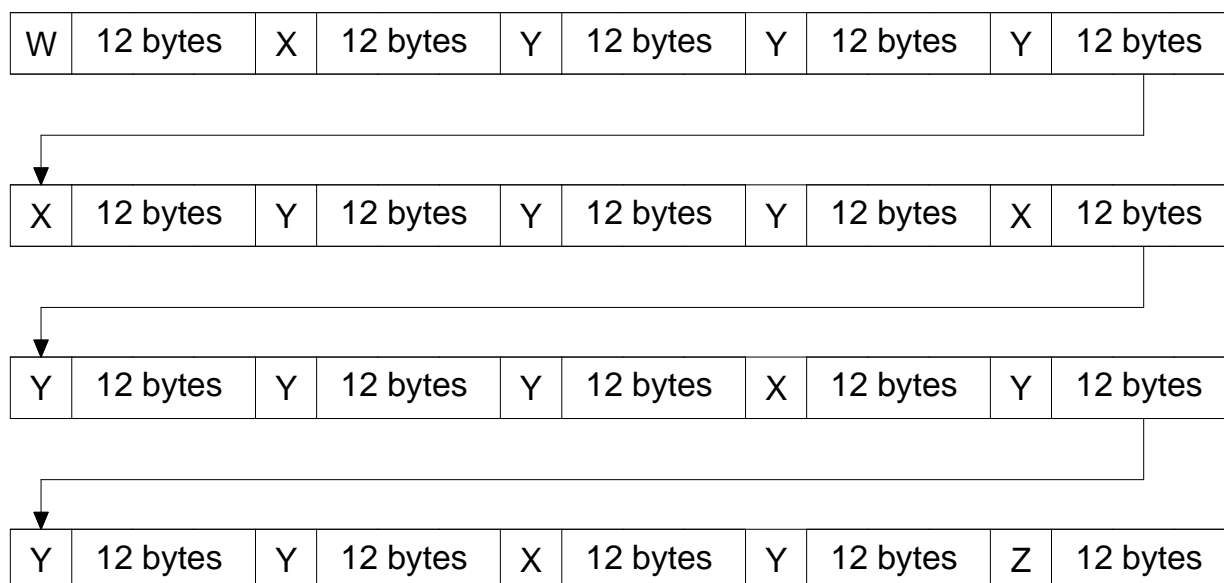 W 12 bytes X 12 bytes Y 12 bytes Y 12 bytes Y 12 bytes
X 12 bytes Y 12 bytes Y 12 bytes Y 12 bytes X 12 bytes
Y 12 bytes Y 12 bytes Y 12 bytes X 12 bytes Y 12 bytes
Y 12 bytes Y 12 bytes X 12 bytes Y 12 bytes Z 12 bytes